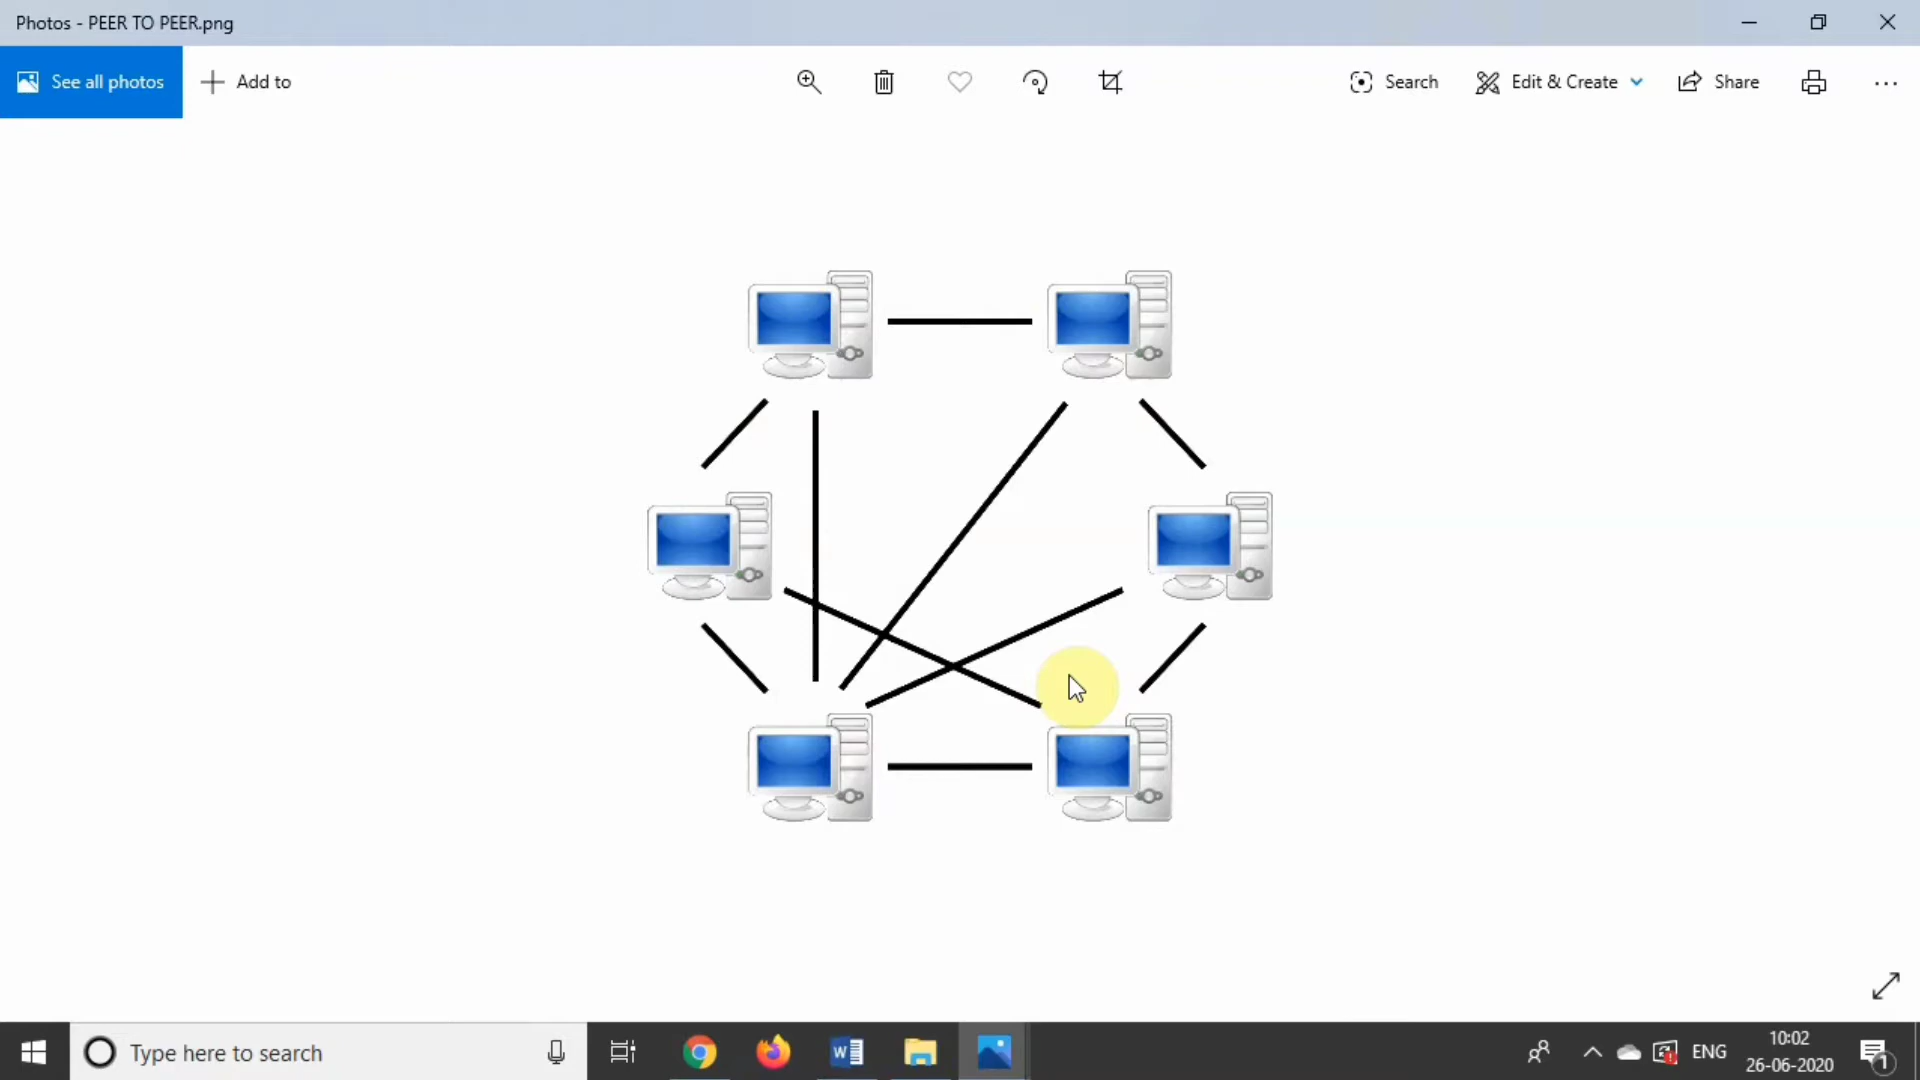 Photos - PEER TO PEER.png
See all photos
Add to
Search
Edit & Create
Share
Type here to search
ENG
10:02
26-06-2020
1